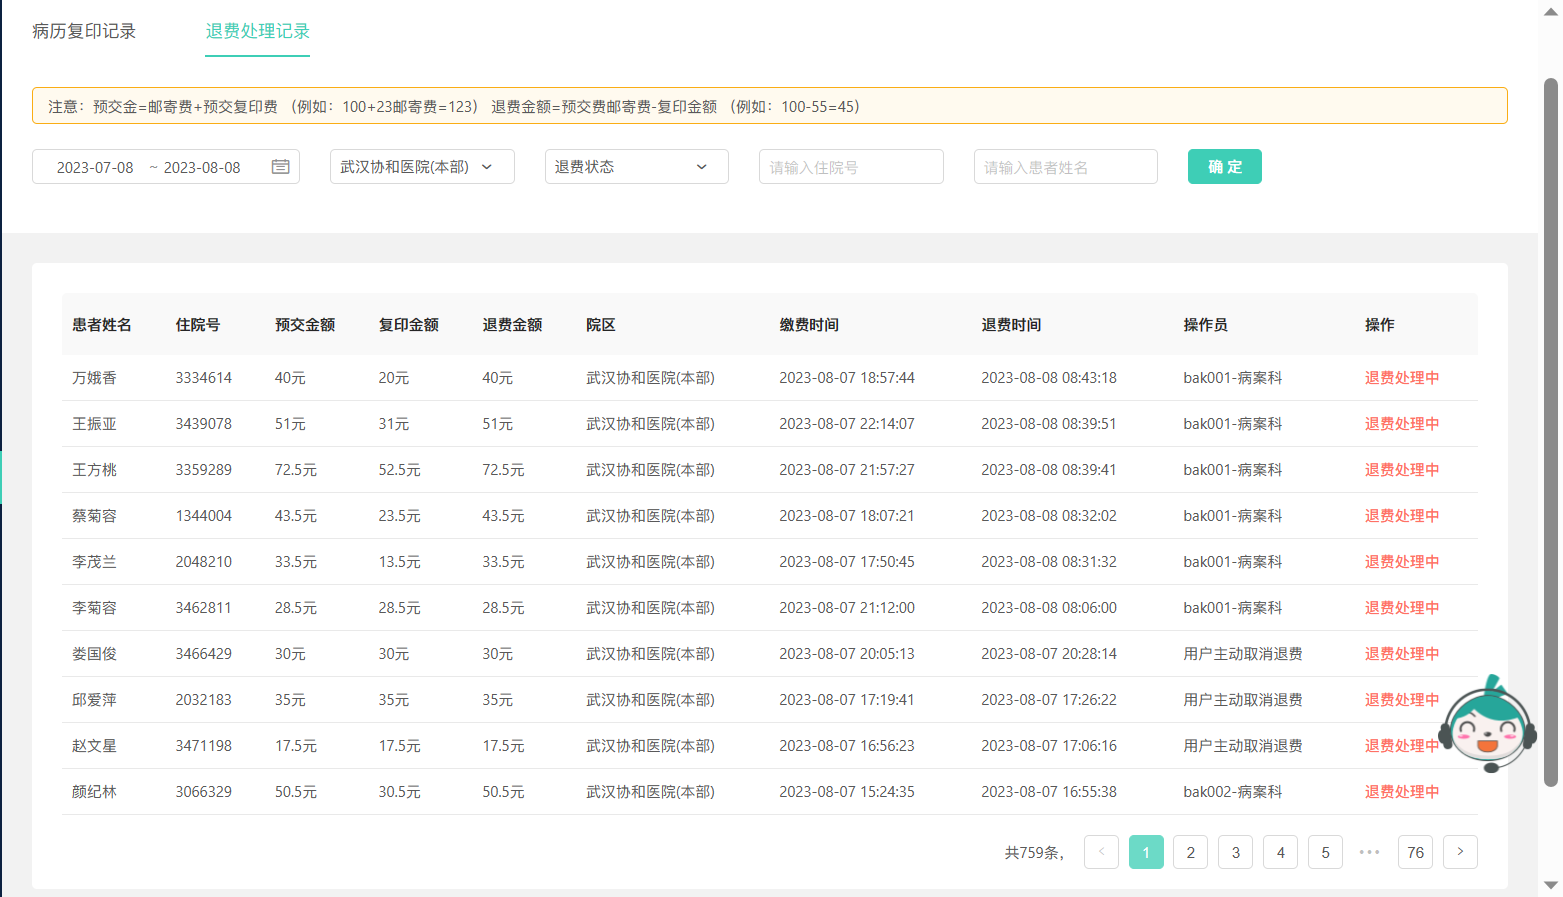 病历复印记录 退费处理记录
注意：预交金=邮寄费+预交复印费 （例如：100+23邮寄费=123） 退费金额=预交费邮寄费-复印金额 （例如：100-55=45）
2023-07-08 ~ 2023-08-08 武汉协和医院(本部) 退费状态 请输入住院号 请输入患者姓名 确 定
患者姓名 住院号 预交金额 复印金额 退费金额 院区 缴费时间 退费时间 操作员 操作
万娥香 3334614 40元 20元 40元 武汉协和医院(本部) 2023-08-07 18:57:44 2023-08-08 08:43:18 bak001-病案科 退费处理中
王振亚 3439078 51元 31元 51元 武汉协和医院(本部) 2023-08-07 22:14:07 2023-08-08 08:39:51 bak001-病案科 退费处理中
王方桃 3359289 72.5元 52.5元 72.5元 武汉协和医院(本部) 2023-08-07 21:57:27 2023-08-08 08:39:41 bak001-病案科 退费处理中
蔡菊容 1344004 43.5元 23.5元 43.5元 武汉协和医院(本部) 2023-08-07 18:07:21 2023-08-08 08:32:02 bak001-病案科 退费处理中
李茂兰 2048210 33.5元 13.5元 33.5元 武汉协和医院(本部) 2023-08-07 17:50:45 2023-08-08 08:31:32 bak001-病案科 退费处理中
李菊容 3462811 28.5元 28.5元 28.5元 武汉协和医院(本部) 2023-08-07 21:12:00 2023-08-08 08:06:00 bak001-病案科 退费处理中
娄国俊 3466429 30元 30元 30元 武汉协和医院(本部) 2023-08-07 20:05:13 2023-08-07 20:28:14 用户主动取消退费 退费处理中
邱爱萍 2032183 35元 35元 35元 武汉协和医院(本部) 2023-08-07 17:19:41 2023-08-07 17:26:22 用户主动取消退费 退费处理中
赵文星 3471198 17.5元 17.5元 17.5元 武汉协和医院(本部) 2023-08-07 16:56:23 2023-08-07 17:06:16 用户主动取消退费 退费处理中
颜纪林 3066329 50.5元 30.5元 50.5元 武汉协和医院(本部) 2023-08-07 15:24:35 2023-08-07 16:55:38 bak002-病案科 退费处理中
共759条， < 1 2 3 4 5 ••• 76 >